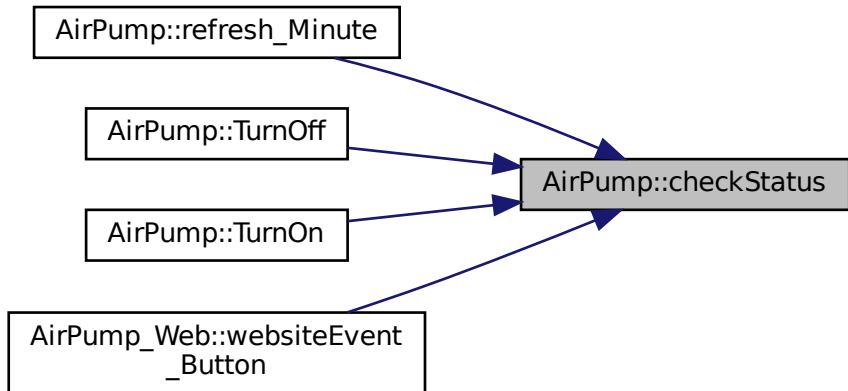 AirPump::refresh_Minute
AirPump::TurnOff
AirPump::checkStatus
AirPump::TurnOn
AirPump_Web::websiteEvent
_Button